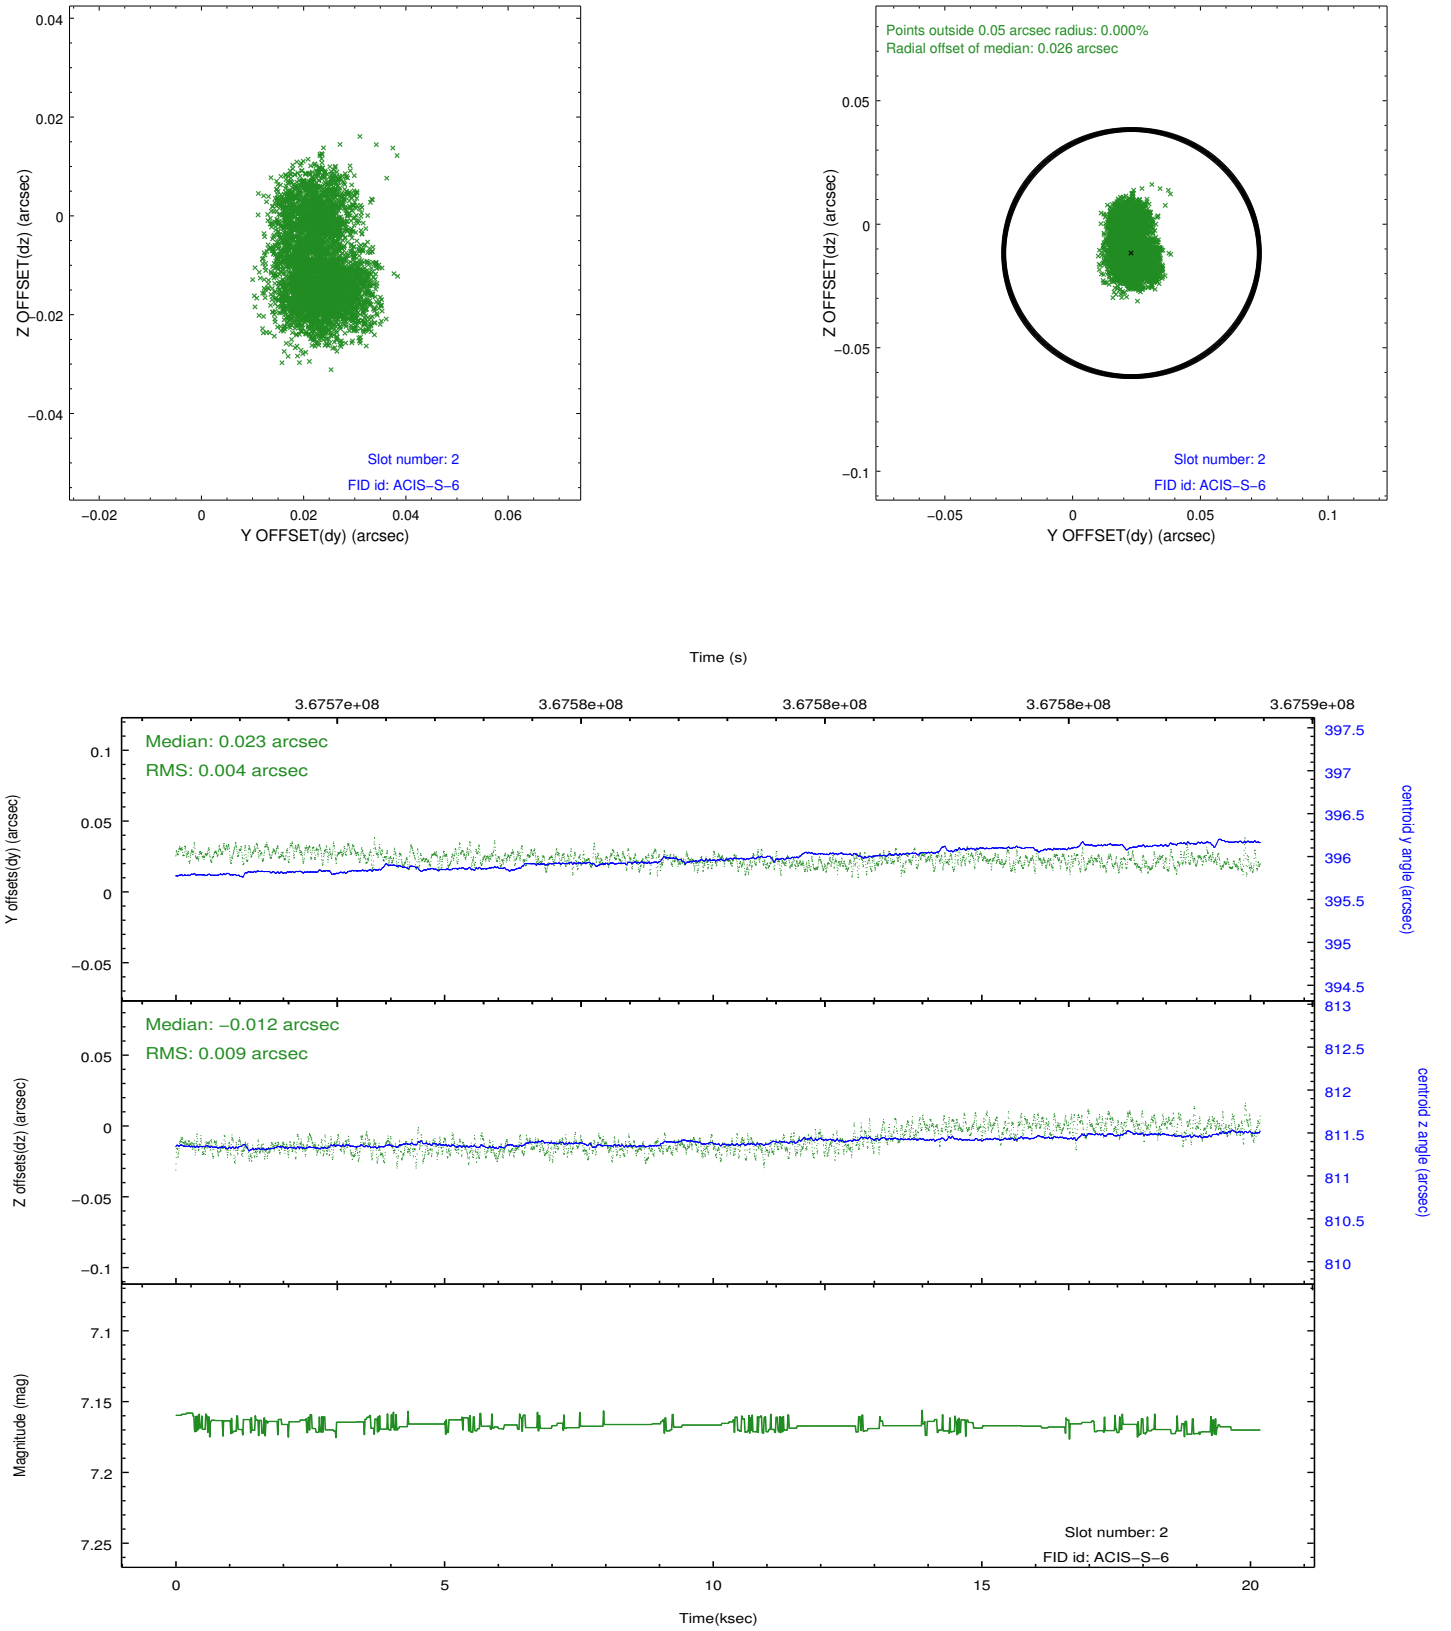 0.04
0.02
0
−0.02
−0.04
Z OFFSET(dz) (arcsec)
Slot number: 2
FID id: ACIS−S−6
−0.02
0
0.02
0.04
0.06
Y OFFSET(dy) (arcsec)
Points outside 0.05 arcsec radius: 0.000%
Radial offset of median: 0.026 arcsec
0.05
0
−0.05
−0.1
Z OFFSET(dz) (arcsec)
Slot number: 2
FID id: ACIS−S−6
−0.05
0
0.05
0.1
Y OFFSET(dy) (arcsec)
Time (s)
3.6757e+08
3.6758e+08
3.6758e+08
3.6758e+08
3.6759e+08
Median: 0.023 arcsec
RMS: 0.004 arcsec
0.1
0.05
0
−0.05
Y offsets(dy) (arcsec)
397.5
397
396.5
396
395.5
395
394.5
centroid y angle (arcsec)
Median: −0.012 arcsec
RMS: 0.009 arcsec
0.05
0
−0.05
−0.1
Z offsets(dz) (arcsec)
813
812.5
812
811.5
811
810.5
810
centroid z angle (arcsec)
7.1
7.15
7.2
7.25
Magnitude (mag)
Slot number: 2
FID id: ACIS−S−6
0
5
10
15
20
Time(ksec)